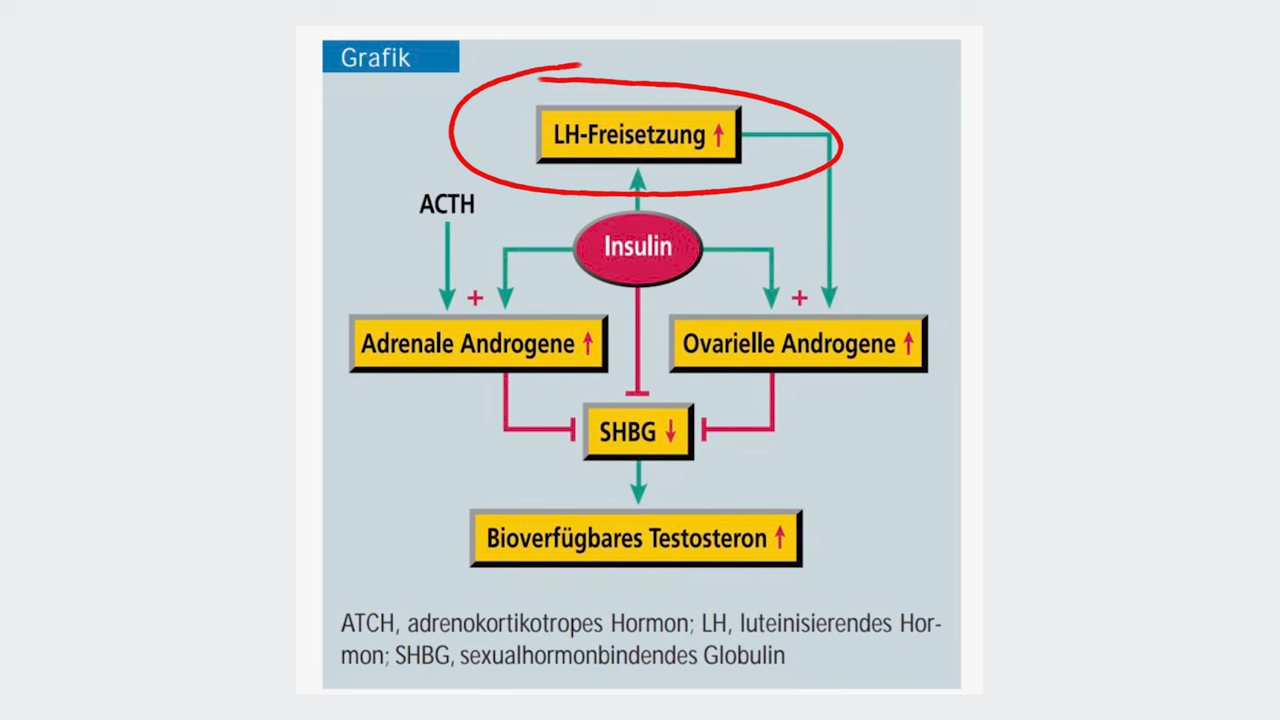 Grafik
LH-Freisetzung ↑
ACTH
Insulin
+ +
Adrenale Androgene ↑
Ovarielle Androgene ↑
SHBG ↓
Bioverfügbares Testosteron ↑
ATCH, adrenokortikotropes Hormon; LH, luteinisierendes Hor-
mon; SHBG, sexualhormonbindendes Globulin